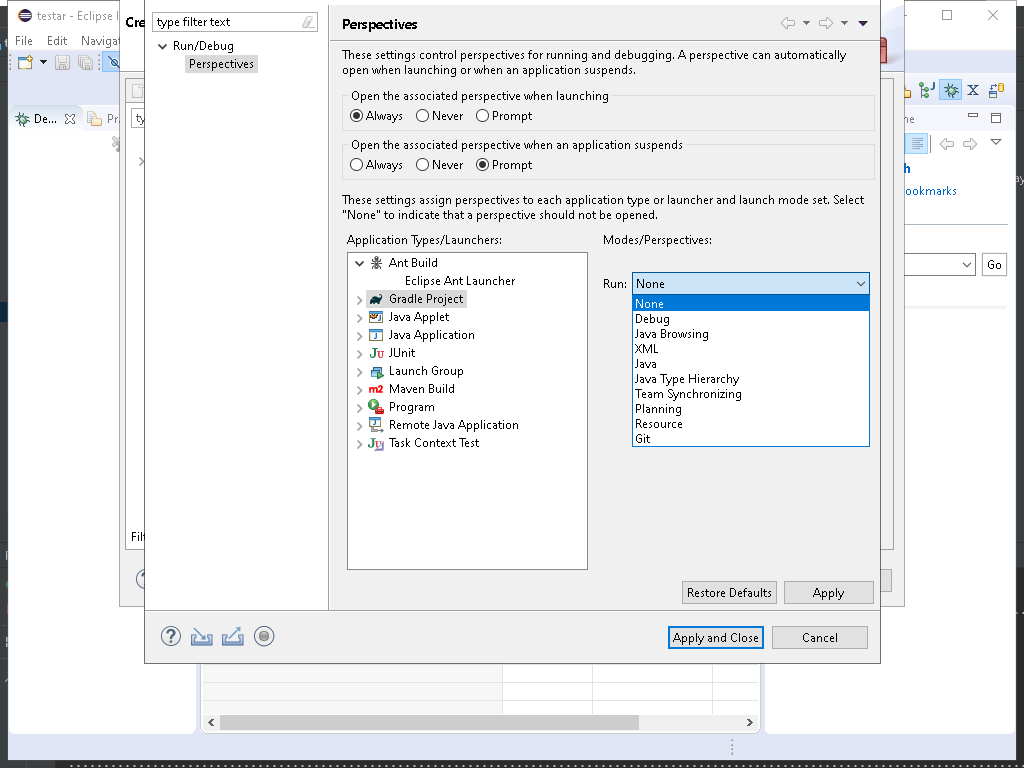 testar - Eclipse I
File Edit Navigat
Cre
type filter text
Run/Debug
Perspectives
Perspectives
These settings control perspectives for running and debugging. A perspective can automatically
open when launching or when an application suspends.
Open the associated perspective when launching
Always Never Prompt
Open the associated perspective when an application suspends
Always Never Prompt
These settings assign perspectives to each application type or launcher and launch mode set. Select
"None" to indicate that a perspective should not be opened.
Application Types/Launchers:
Modes/Perspectives:
Ant Build
Eclipse Ant Launcher
Gradle Project
Java Applet
Java Application
JUnit
Launch Group
Maven Build
Program
Remote Java Application
Task Context Test
Run: None
None
Debug
Java Browsing
XML
Java
Java Type Hierarchy
Team Synchronizing
Planning
Resource
Git
Restore Defaults
Apply
Apply and Close
Cancel
De...
Pr
ty
Filt
ne
h
ookmarks
Go